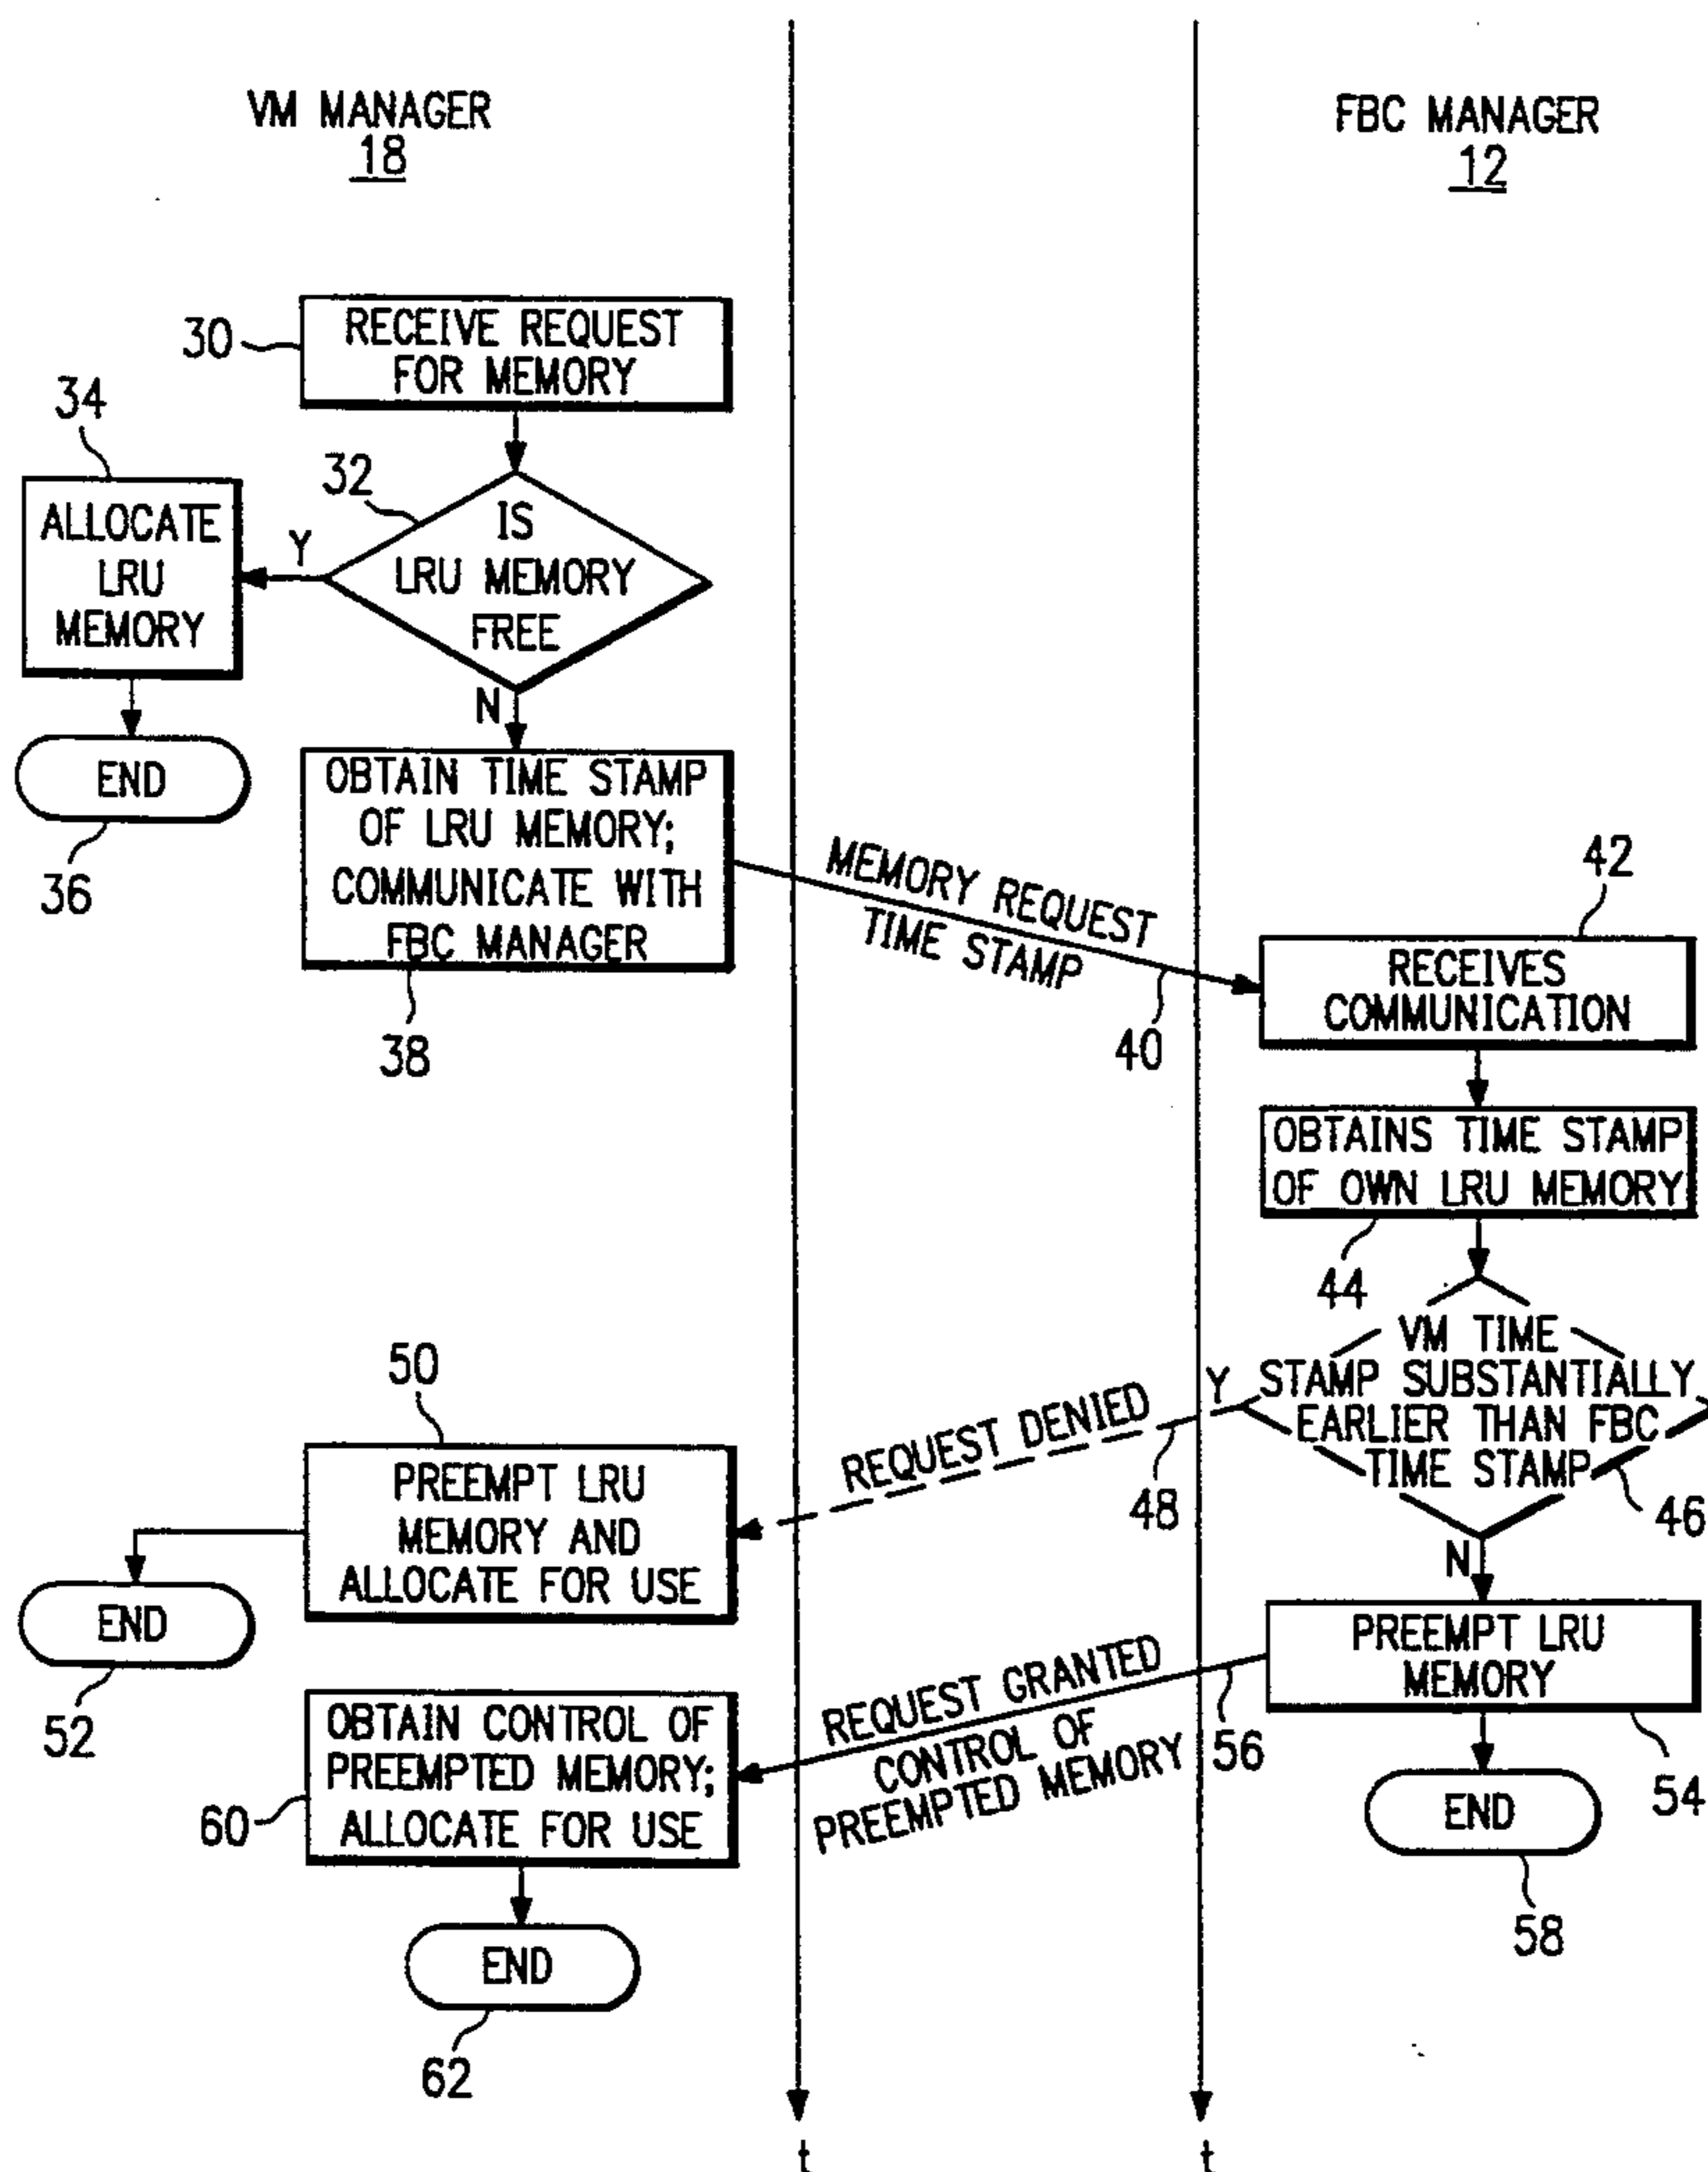 VM MANAGER
18
FBC MANAGER
12
30
RECEIVE REQUEST
FOR MEMORY
34
32
ALLOCATE
LRU
MEMORY
Y
IS
LRU MEMORY
FREE
N
END
36
OBTAIN TIME STAMP
OF LRU MEMORY;
COMMUNICATE WITH
FBC MANAGER
38
MEMORY REQUEST
TIME STAMP
40
42
RECEIVES
COMMUNICATION
OBTAINS TIME STAMP
OF OWN LRU MEMORY
44
VM TIME
STAMP SUBSTANTIALLY
EARLIER THAN FBC
TIME STAMP
46
Y
N
REQUEST DENIED
48
50
PREEMPT LRU
MEMORY AND
ALLOCATE FOR USE
END
52
PREEMPT LRU
MEMORY
54
REQUEST GRANTED
CONTROL OF
PREEMPTED MEMORY
56
END
58
OBTAIN CONTROL OF
PREEMPTED MEMORY;
ALLOCATE FOR USE
60
END
62
t
t